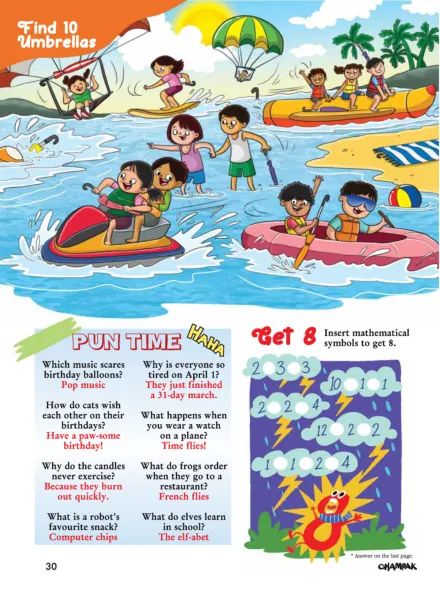 Find 10
Umbrellas
PUN TIME
HAHA
Which music scares
birthday balloons?
Pop music
How do cats wish
each other on their
birthdays?
Have a paw-some
birthday!
Why do the candles
never exercise?
Because they burn
out quickly.
What is a robot's
favourite snack?
Computer chips
Why is everyone so
tired on April 1?
They just finished
a 31-day march.
What happens when
you wear a watch
on a plane?
Time flies!
What do frogs order
when they go to a
restaurant?
French flies
What do elves learn
in school?
The elf-abet
Get 8
Insert mathematical
symbols to get 8.
2 3 3
10 1 1
2 2 4
12 2 2
1 1 2 4
8
* Answer on the last page.
30
CHAMPAK